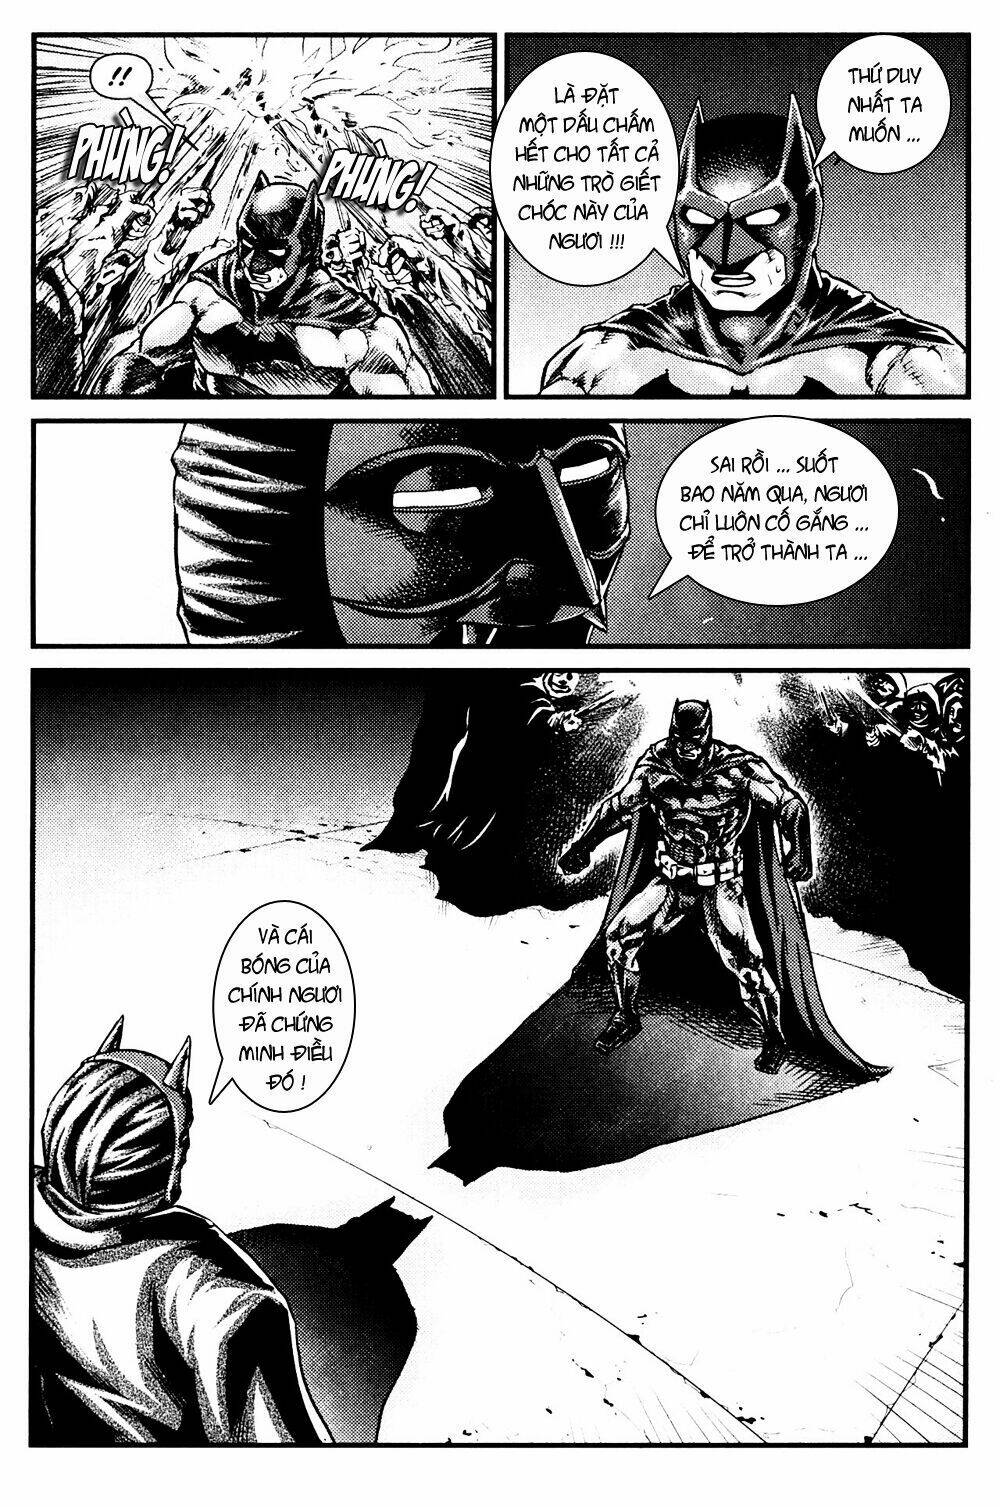 !!
PHỪNG!
PHỪNG!
THỨ DUY
NHẤT TA
MUỐN ...
LÀ ĐẶT
MỘT DẤU CHẤM
HẾT CHO TẤT CẢ
NHỮNG TRÒ GIẾT
CHÓC NÀY CỦA
NGƯƠI !!!
SAI RỒI ... SUỐT
BAO NĂM QUA, NGƯƠI
CHỈ LUÔN CỐ GẮNG ...
ĐỂ TRỞ THÀNH TA ...
VÀ CÁI
BÓNG CỦA
CHÍNH NGƯƠI
ĐÃ CHỨNG
MINH ĐIỀU
ĐÓ !